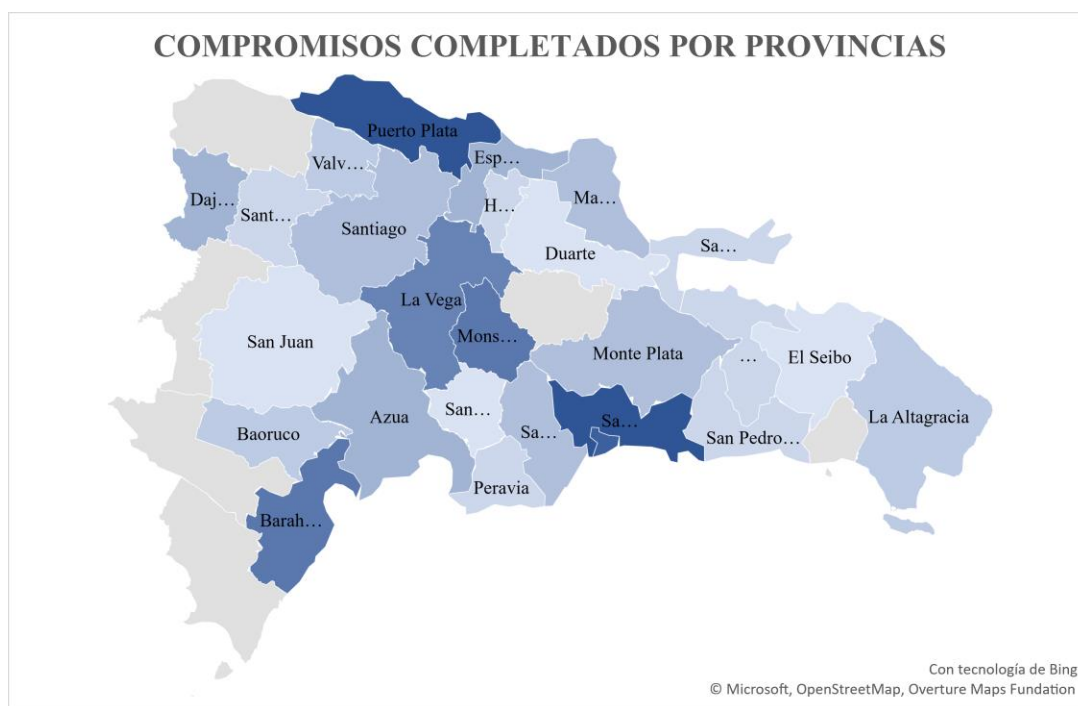 COMPROMISOS COMPLETADOS POR PROVINCIAS
Puerto Plata
Valv...
Esp...
Daj...
Sant...
H...
Ma...
Santiago
Duarte
Sa...
La Vega
San Juan
Mons...
Monte Plata
...
El Seibo
Azua
San...
Sa...
Sa...
Baoruco
San Pedro...
La Altagracia
Peravia
Barah...
Con tecnología de Bing
© Microsoft, OpenStreetMap, Overture Maps Fundation